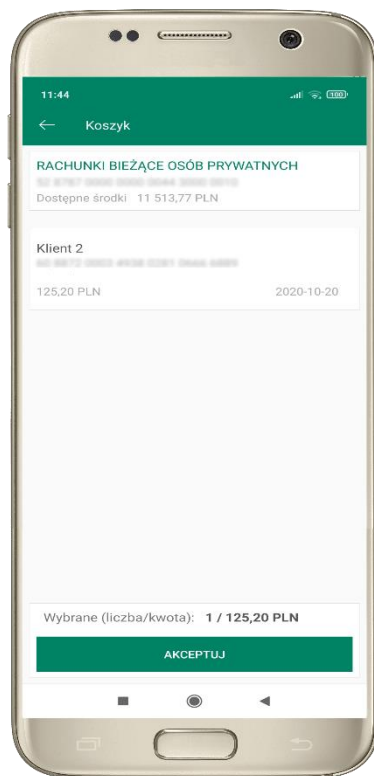 11:44
100
Koszyk
RACHUNKI BIEŻĄCE OSÓB PRYWATNYCH
Dostępne środki 11 513,77 PLN
Klient 2
125,20 PLN 2020-10-20
Wybrane (liczba/kwota): 1 / 125,20 PLN
AKCEPTUJ